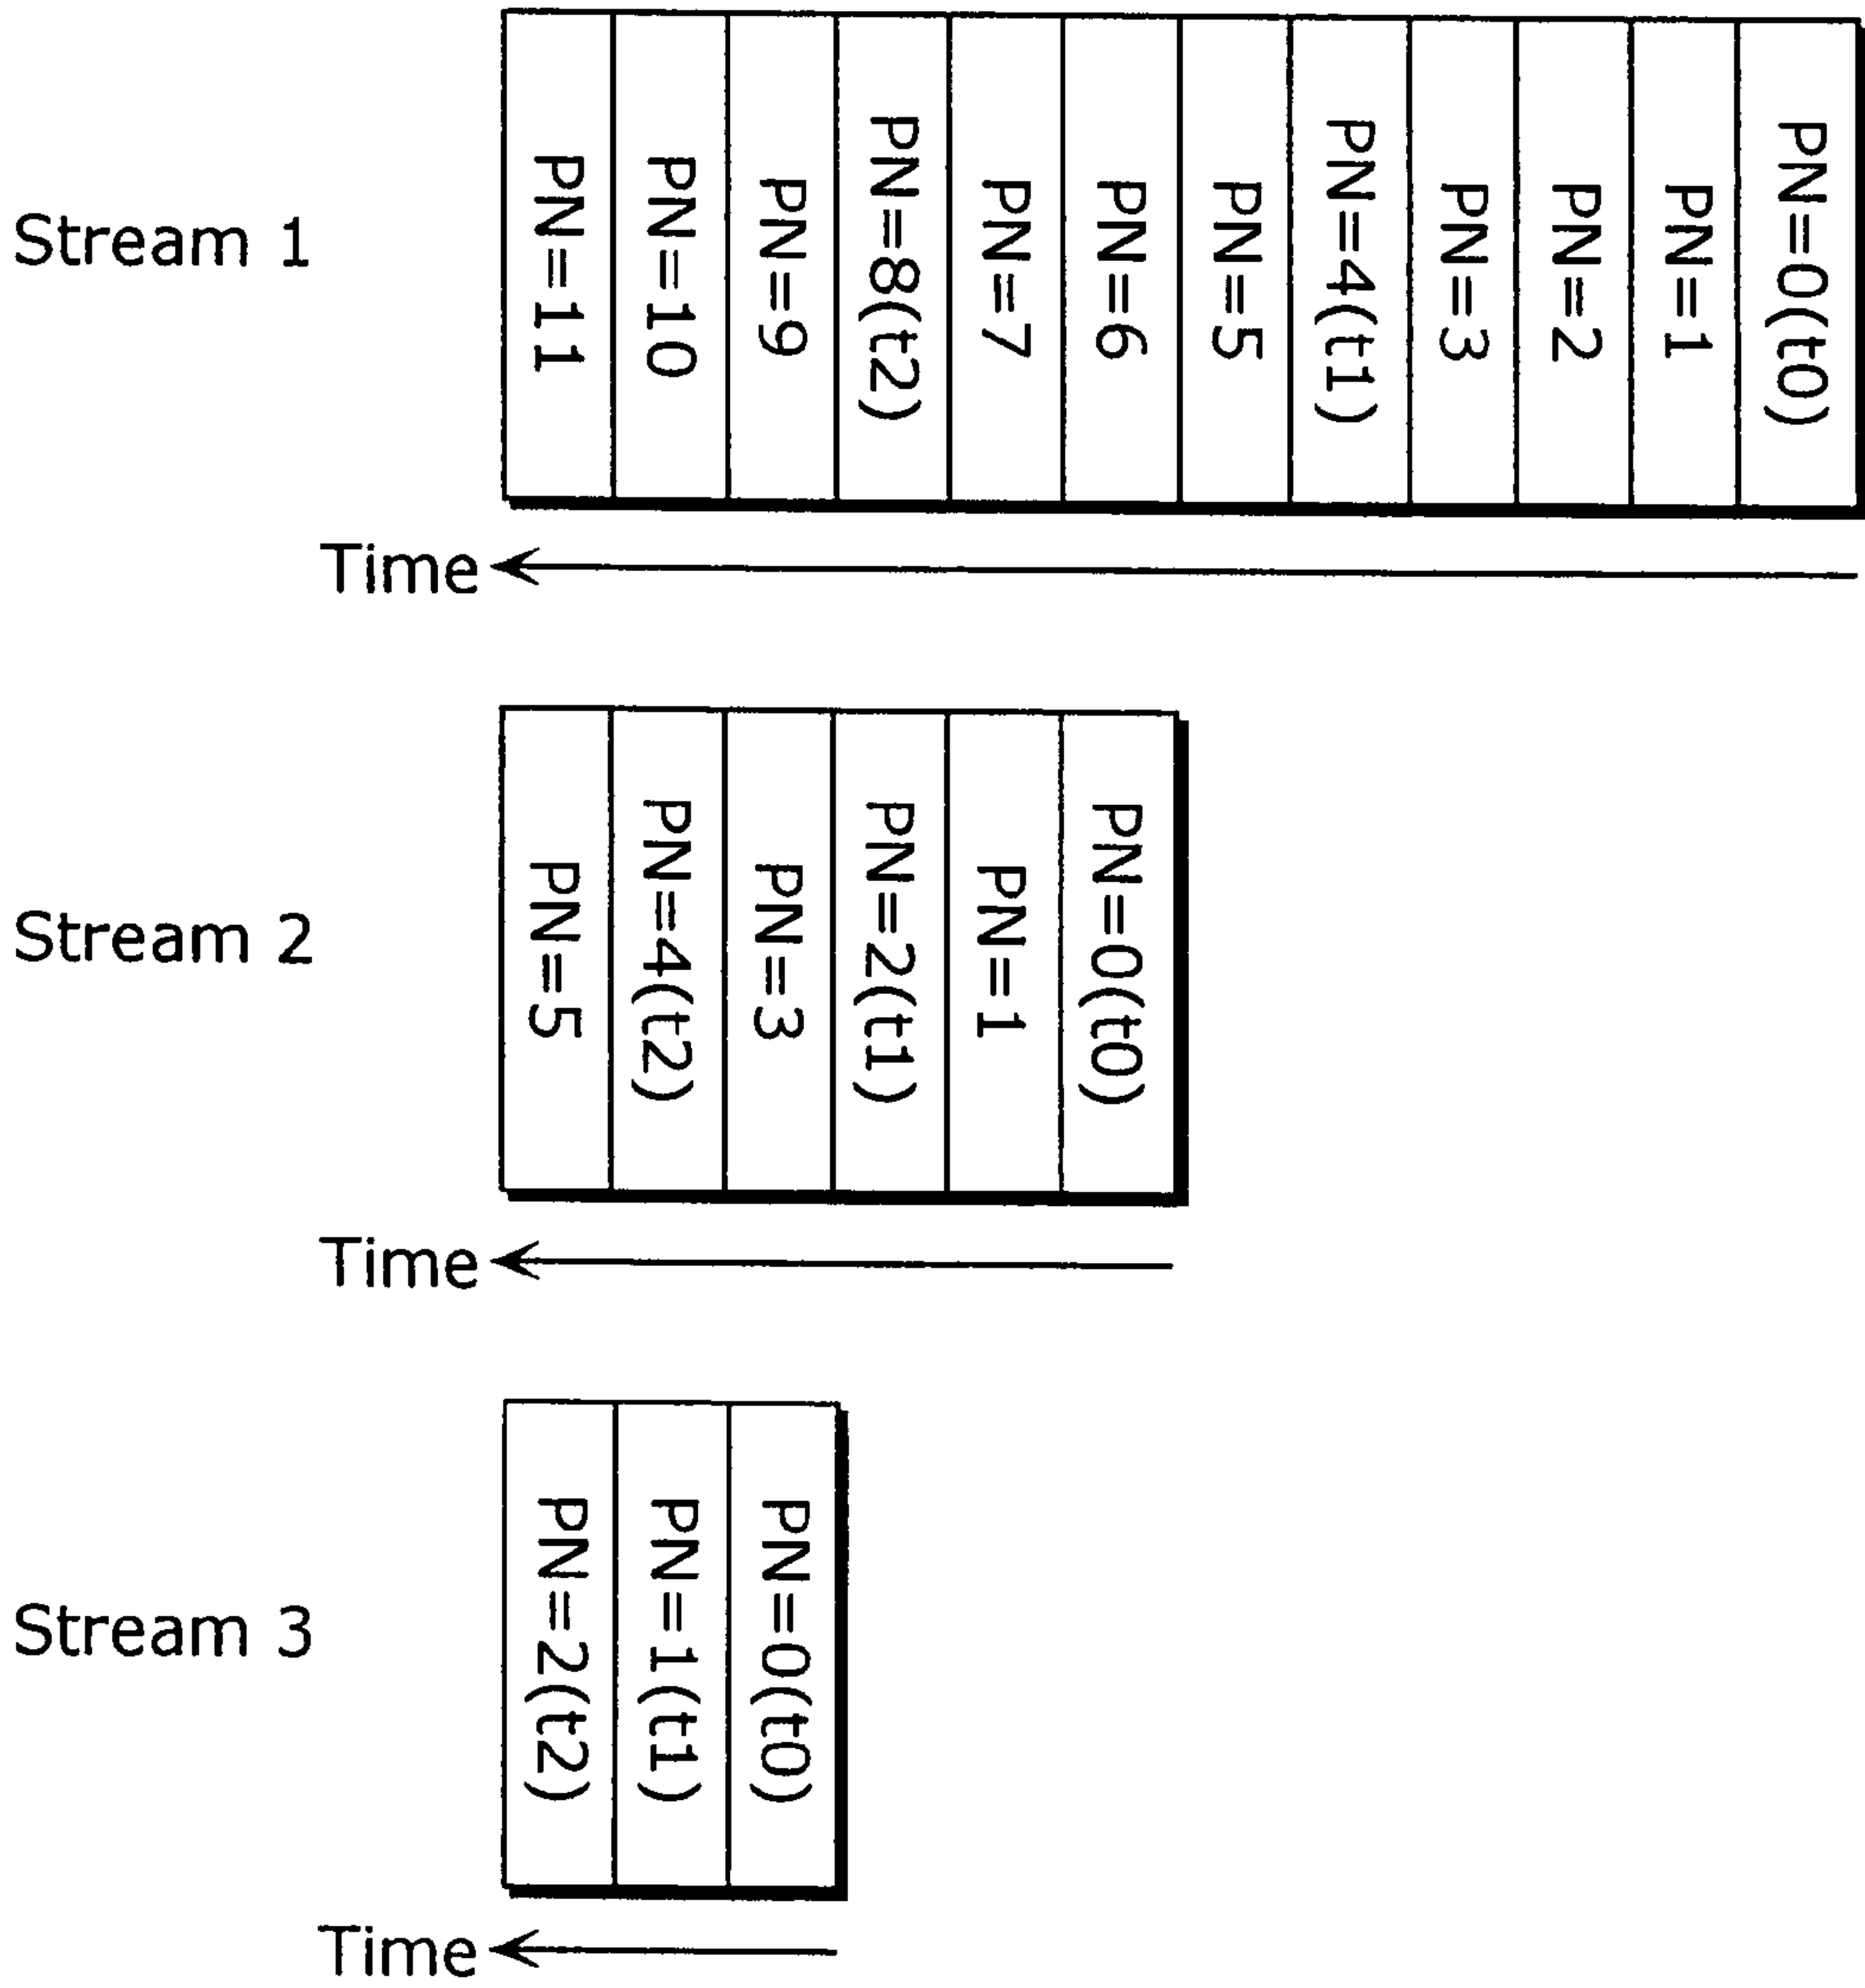 Stream 1
PN=11
PN=10
PN=9
PN=8(t2)
PN=7
PN=6
PN=5
PN=4(t1)
PN=3
PN=2
PN=1
PN=0(t0)
Time
Stream 2
PN=5
PN=4(t2)
PN=3
PN=2(t1)
PN=1
PN=0(t0)
Time
Stream 3
PN=2(t2)
PN=1(t1)
PN=0(t0)
Time